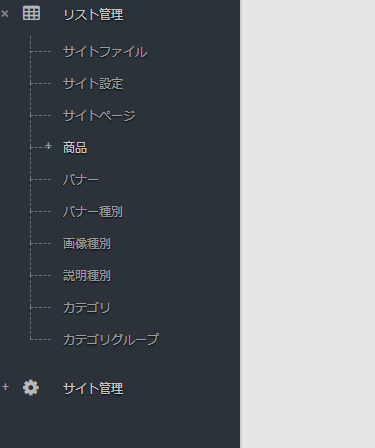 リスト管理
サイトファイル
サイト設定
サイトページ
商品
バナー
バナー種別
画像種別
説明種別
カテゴリ
カテゴリグループ
サイト管理